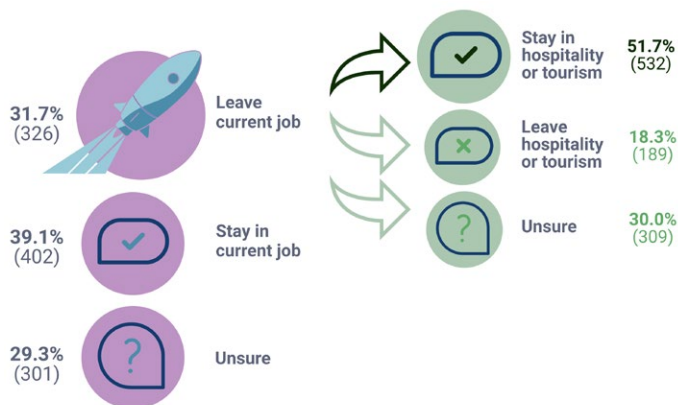 31.7%
(326)
Leave
current job
39.1%
(402)
Stay in
current job
29.3%
(301)
?
Unsure
Stay in
hospitality
or tourism
51.7%
(532)
Leave
hospitality
or tourism
18.3%
(189)
?
Unsure
30.0%
(309)